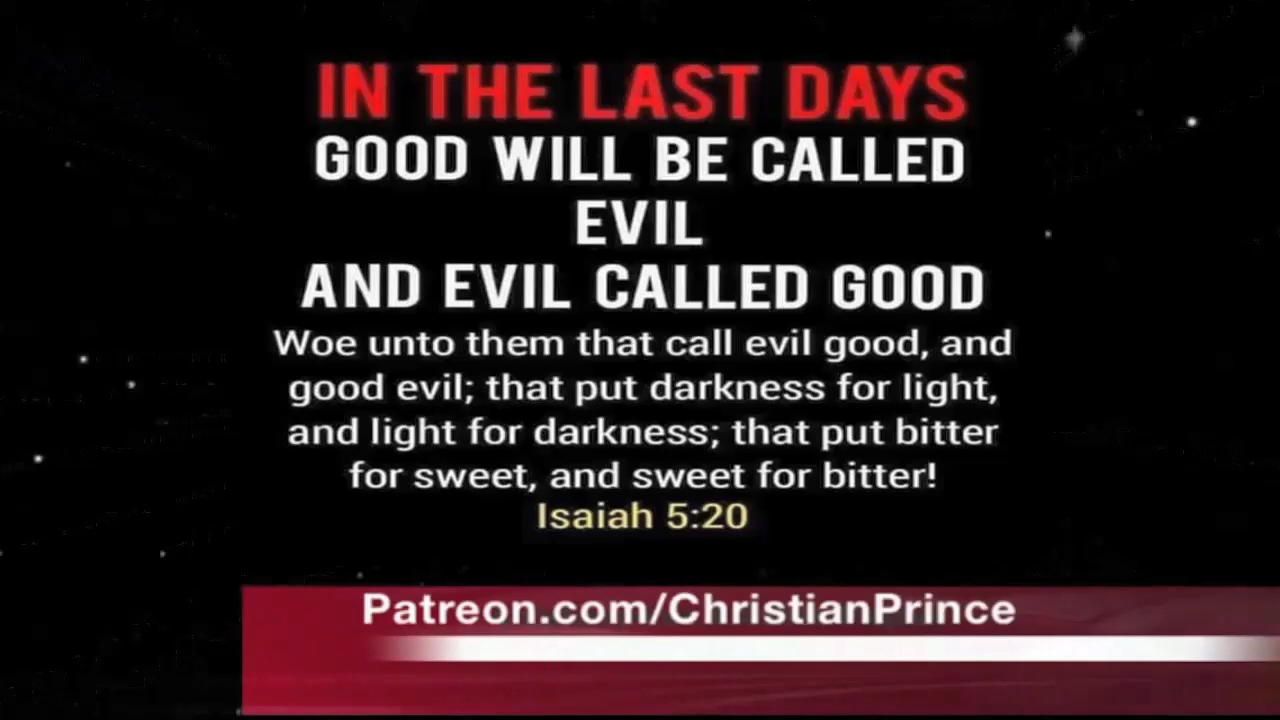 IN THE LAST DAYS
GOOD WILL BE CALLED
EVIL
AND EVIL CALLED GOOD
Woe unto them that call evil good, and
good evil; that put darkness for light,
and light for darkness; that put bitter
for sweet, and sweet for bitter!
Isaiah 5:20
Patreon.com/ChristianPrince